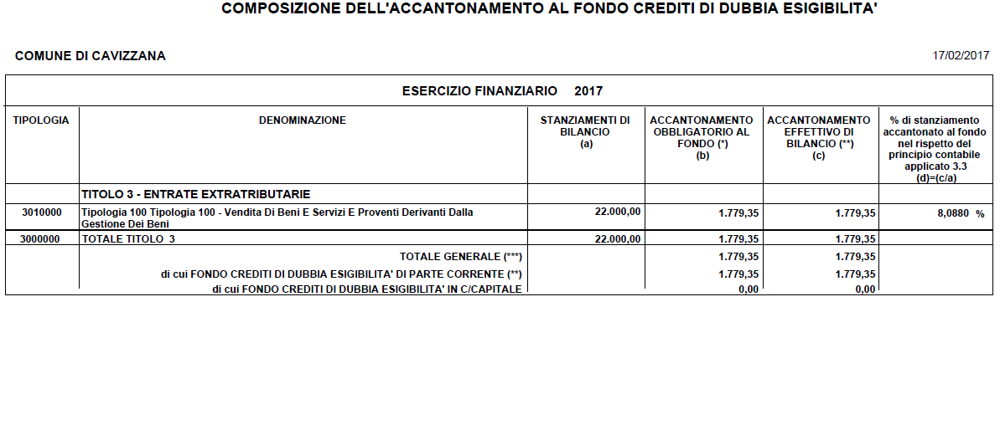 COMPOSIZIONE DELL'ACCANTONAMENTO AL FONDO CREDITI DI DUBBIA ESIGIBILITA'
COMUNE DI CAVIZZANA 17/02/2017
ESERCIZIO FINANZIARIO 2017
TIPOLOGIA DENOMINAZIONE STANZIAMENTI DI ACCANTONAMENTO ACCANTONAMENTO % di stanziamento
BILANCIO OBBLIGATORIO AL EFFETTIVO DI accantonato al fondo
(a) FONDO (*) BILANCIO (**) nel rispetto del
(b) (c) principio contabile
applicato 3.3
(d)=(c/a)
TITOLO 3 - ENTRATE EXTRATRIBUTARIE
3010000 Tipologia 100 Tipologia 100 - Vendita Di Beni E Servizi E Proventi Derivanti Dalla 22.000,00 1.779,35 1.779,35 8,0880 %
Gestione Dei Beni
3000000 TOTALE TITOLO 3 22.000,00 1.779,35 1.779,35
TOTALE GENERALE (***) 1.779,35 1.779,35
di cui FONDO CREDITI DI DUBBIA ESIGIBILITA' DI PARTE CORRENTE (**) 1.779,35 1.779,35
di cui FONDO CREDITI DI DUBBIA ESIGIBILITA' IN C/CAPITALE 0,00 0,00